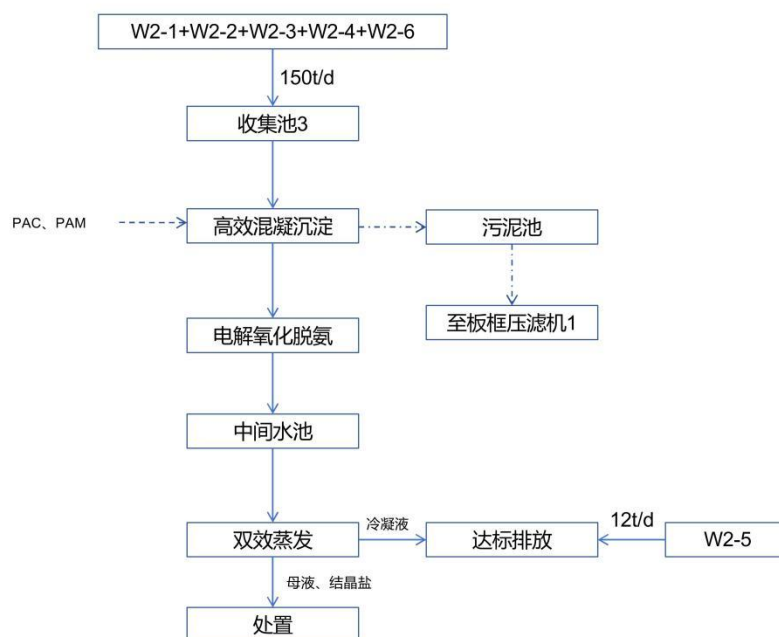 W2-1+W2-2+W2-3+W2-4+W2-6
150t/d
收集池3
PAC、PAM
高效混凝沉淀
污泥池
至板框压滤机1
电解氧化脱氨
中间水池
双效蒸发
冷凝液
达标排放
12t/d
W2-5
母液、结晶盐
处置